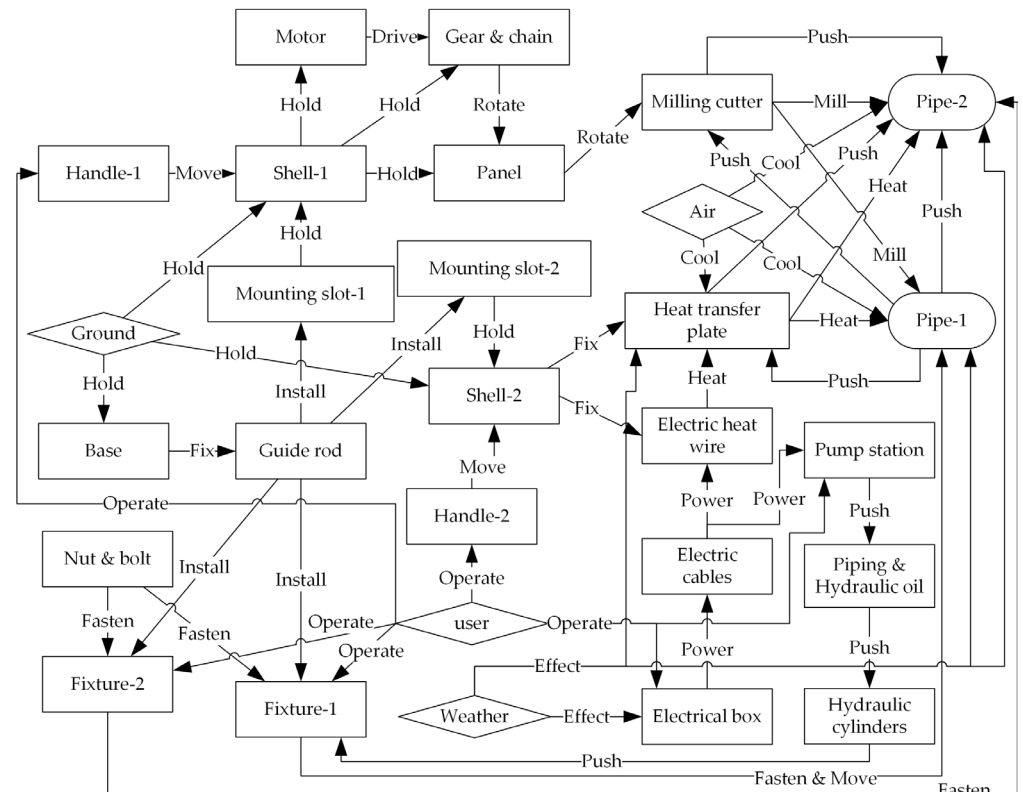 Motor
Drive
Gear & chain
Push
Hold
Hold
Rotate
Milling cutter
Mill
Pipe-2
Rotate
Handle-1
Move
Shell-1
Hold
Panel
Push
Cool
Push
Heat
Air
Push
Hold
Hold
Mounting slot-1
Mounting slot-2
Cool
Cool
Mill
Ground
Hold
Install
Hold
Fix
Heat transfer
plate
Heat
Pipe-1
Hold
Install
Shell-2
Fix
Heat
Push
Base
Fix
Guide rod
Electric heat
wire
Pump station
Move
Operate
Handle-2
Power
Power
Push
Nut & bolt
Install
Install
Operate
Electric
cables
Piping &
Hydraulic oil
Fasten
Fasten
Operate
user
Operate
Operate
Power
Push
Effect
Fixture-2
Fixture-1
Weather
Effect
Electrical box
Hydraulic
cylinders
Push
Fasten & Move
Fasten